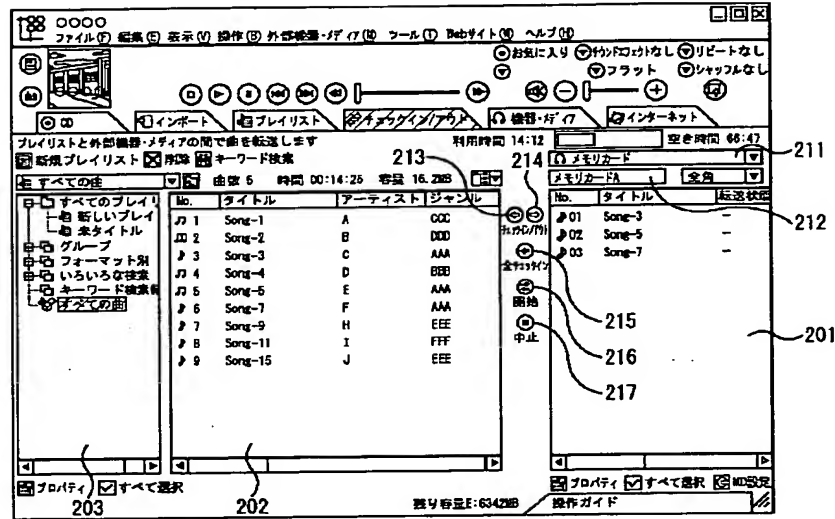 ○○○○
ファイル(F) 編集(E) 表示(V) 操作(B) 外部機器・メディア(M) ツール(T) Webサイト(W) ヘルプ(H)
お気に入り サウンドエフェクトなし リピートなし
フラット シャッフルなし
CD インポート プレイリスト チェックイン/アウト 機器・メディア インターネット
プレイリストと外部機器・メディアの間で曲を転送します
利用時間 14:12 空き時間 66:47
新規プレイリスト 削除 キーワード検索
213 214 211 212
メモリカード
すべての曲 曲数 5 時間 00:14:25 容量 16.2MB
メモリカードA 全角
すべてのプレイリ
新しいプレイ
未タイトル
グループ
フォーマット別
いろいろな検索
キーワード検索
すべての曲
No. タイトル アーティスト ジャンル
1 Song-1 A CCC
2 Song-2 B DDD
3 Song-3 C AAA
4 Song-4 D BBB
5 Song-5 E AAA
6 Song-7 F AAA
7 Song-9 H EEE
8 Song-11 I FFF
9 Song-15 J EEE
チェックイン/アウト
全チェックイン
開始
中止
215
216
217
No. タイトル 転送状態
01 Song-3 —
02 Song-5 —
03 Song-7 —
201
プロパティ すべて選択
203 202
残り容量E:6342MB
プロパティ すべて選択 MD設定
操作ガイド